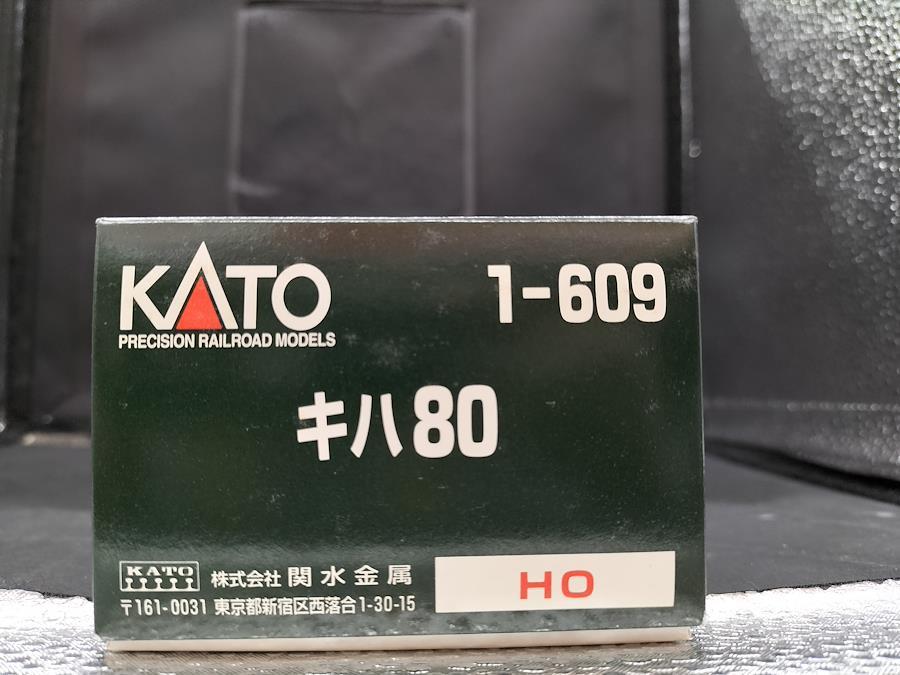 KATO 1-609
PRECISION RAILROAD MODELS
キハ80
KATO 株式会社 関水金属
〒161-0031 東京都新宿区西落合1-30-15
HO